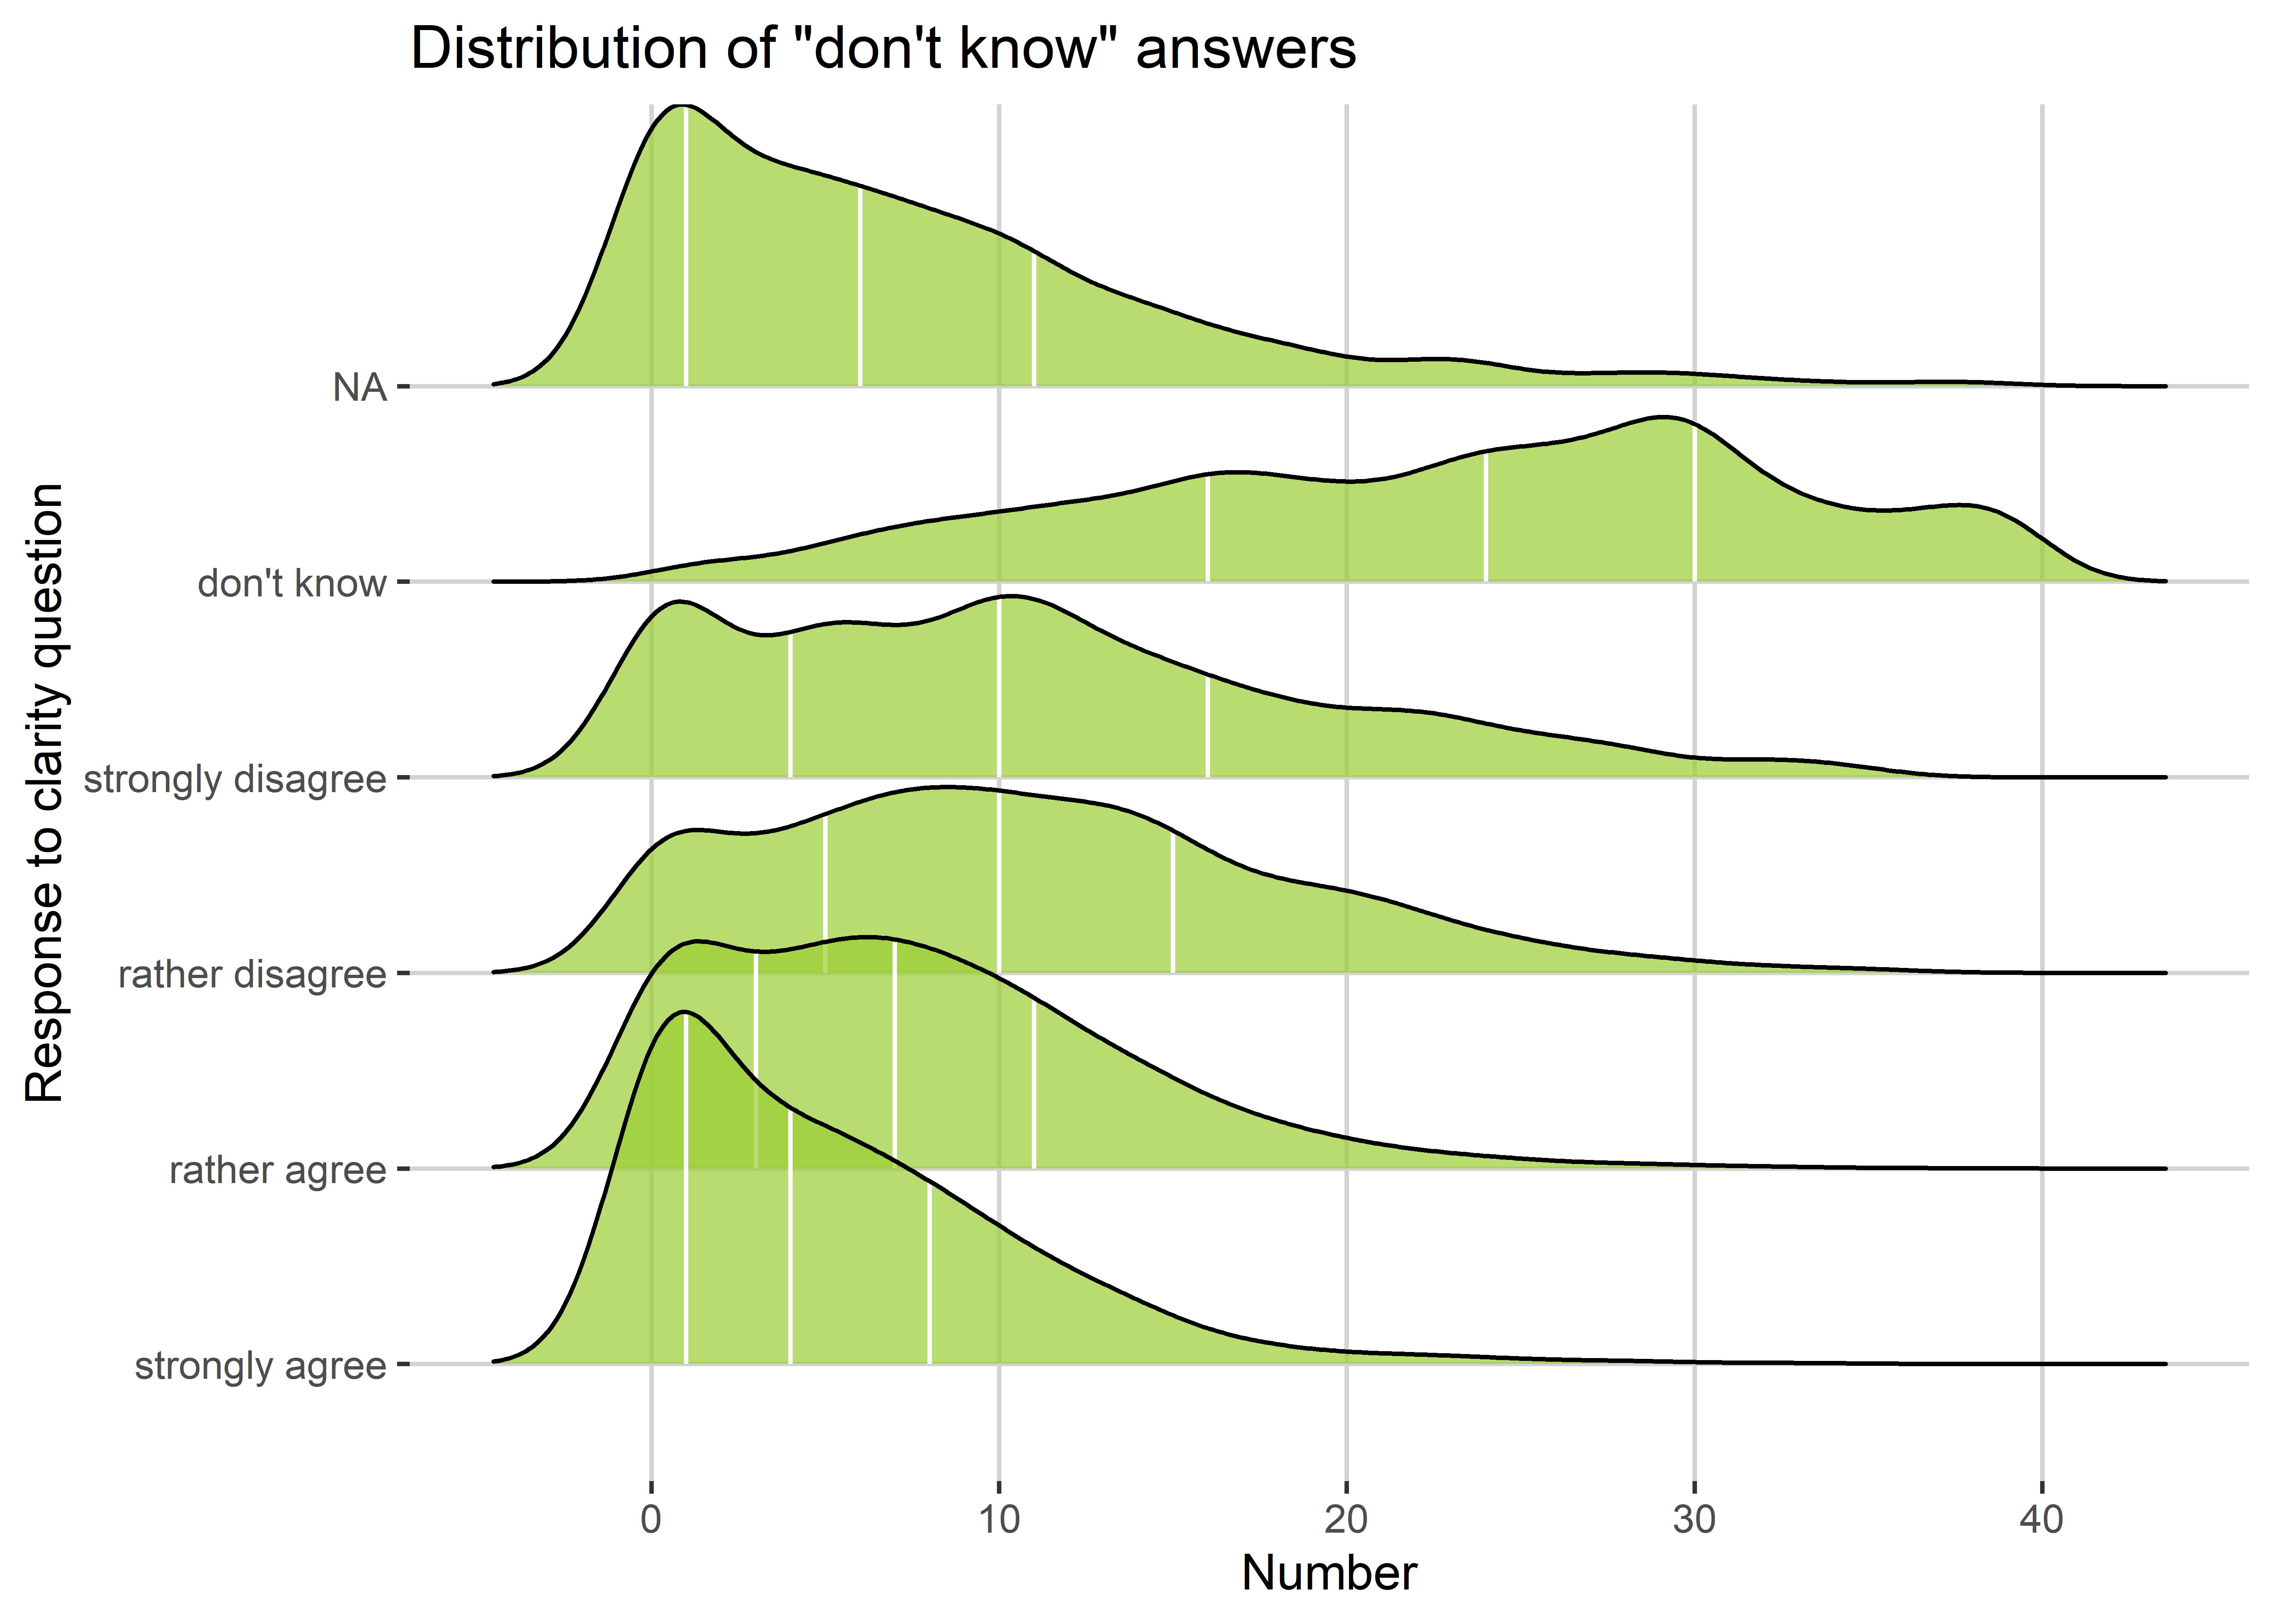 Distribution of "don't know" answers
Response to clarity question
NA
don't know
strongly disagree
rather disagree
rather agree
strongly agree
0 10 20 30 40
Number